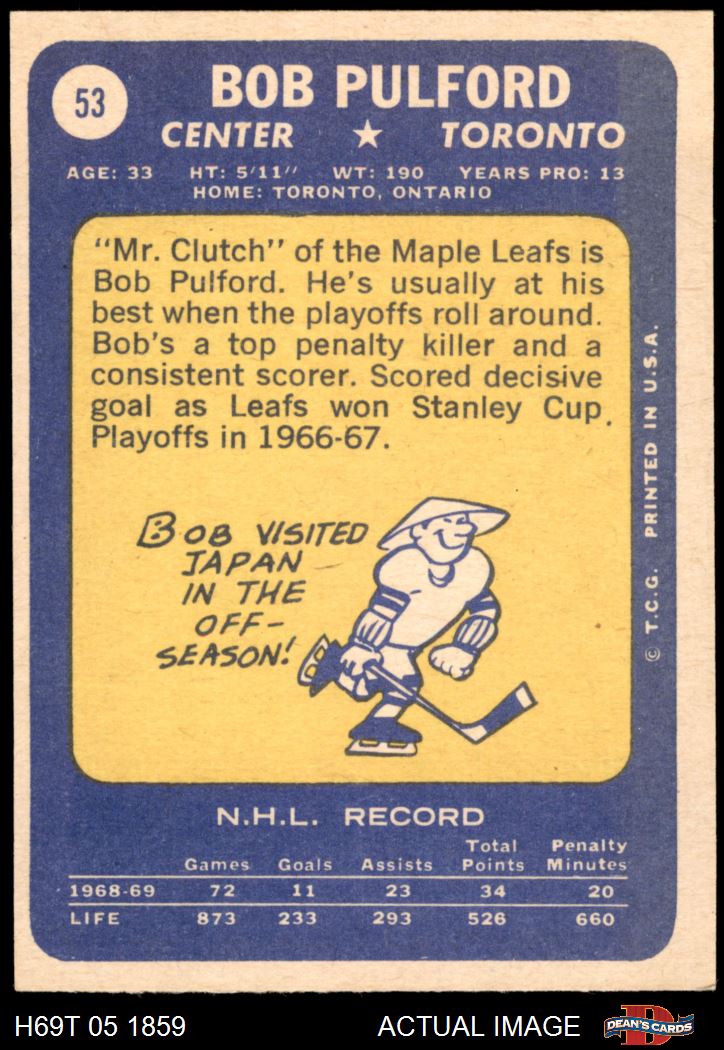 53
BOB PULFORD
CENTER ★ TORONTO
AGE: 33 HT: 5'11" WT: 190 YEARS PRO: 13
HOME: TORONTO, ONTARIO
"Mr. Clutch" of the Maple Leafs is
Bob Pulford. He's usually at his
best when the playoffs roll around.
Bob's a top penalty killer and a
consistent scorer. Scored decisive
goal as Leafs won Stanley Cup
Playoffs in 1966-67.
BOB VISITED
JAPAN
IN THE
OFF-
SEASON!
© T.C.G. PRINTED IN U.S.A.
N.H.L. RECORD
Games Goals Assists Total Points Penalty Minutes
1968-69 72 11 23 34 20
LIFE 873 233 293 526 660
H69T 05 1859 ACTUAL IMAGE DEAN'S CARDS